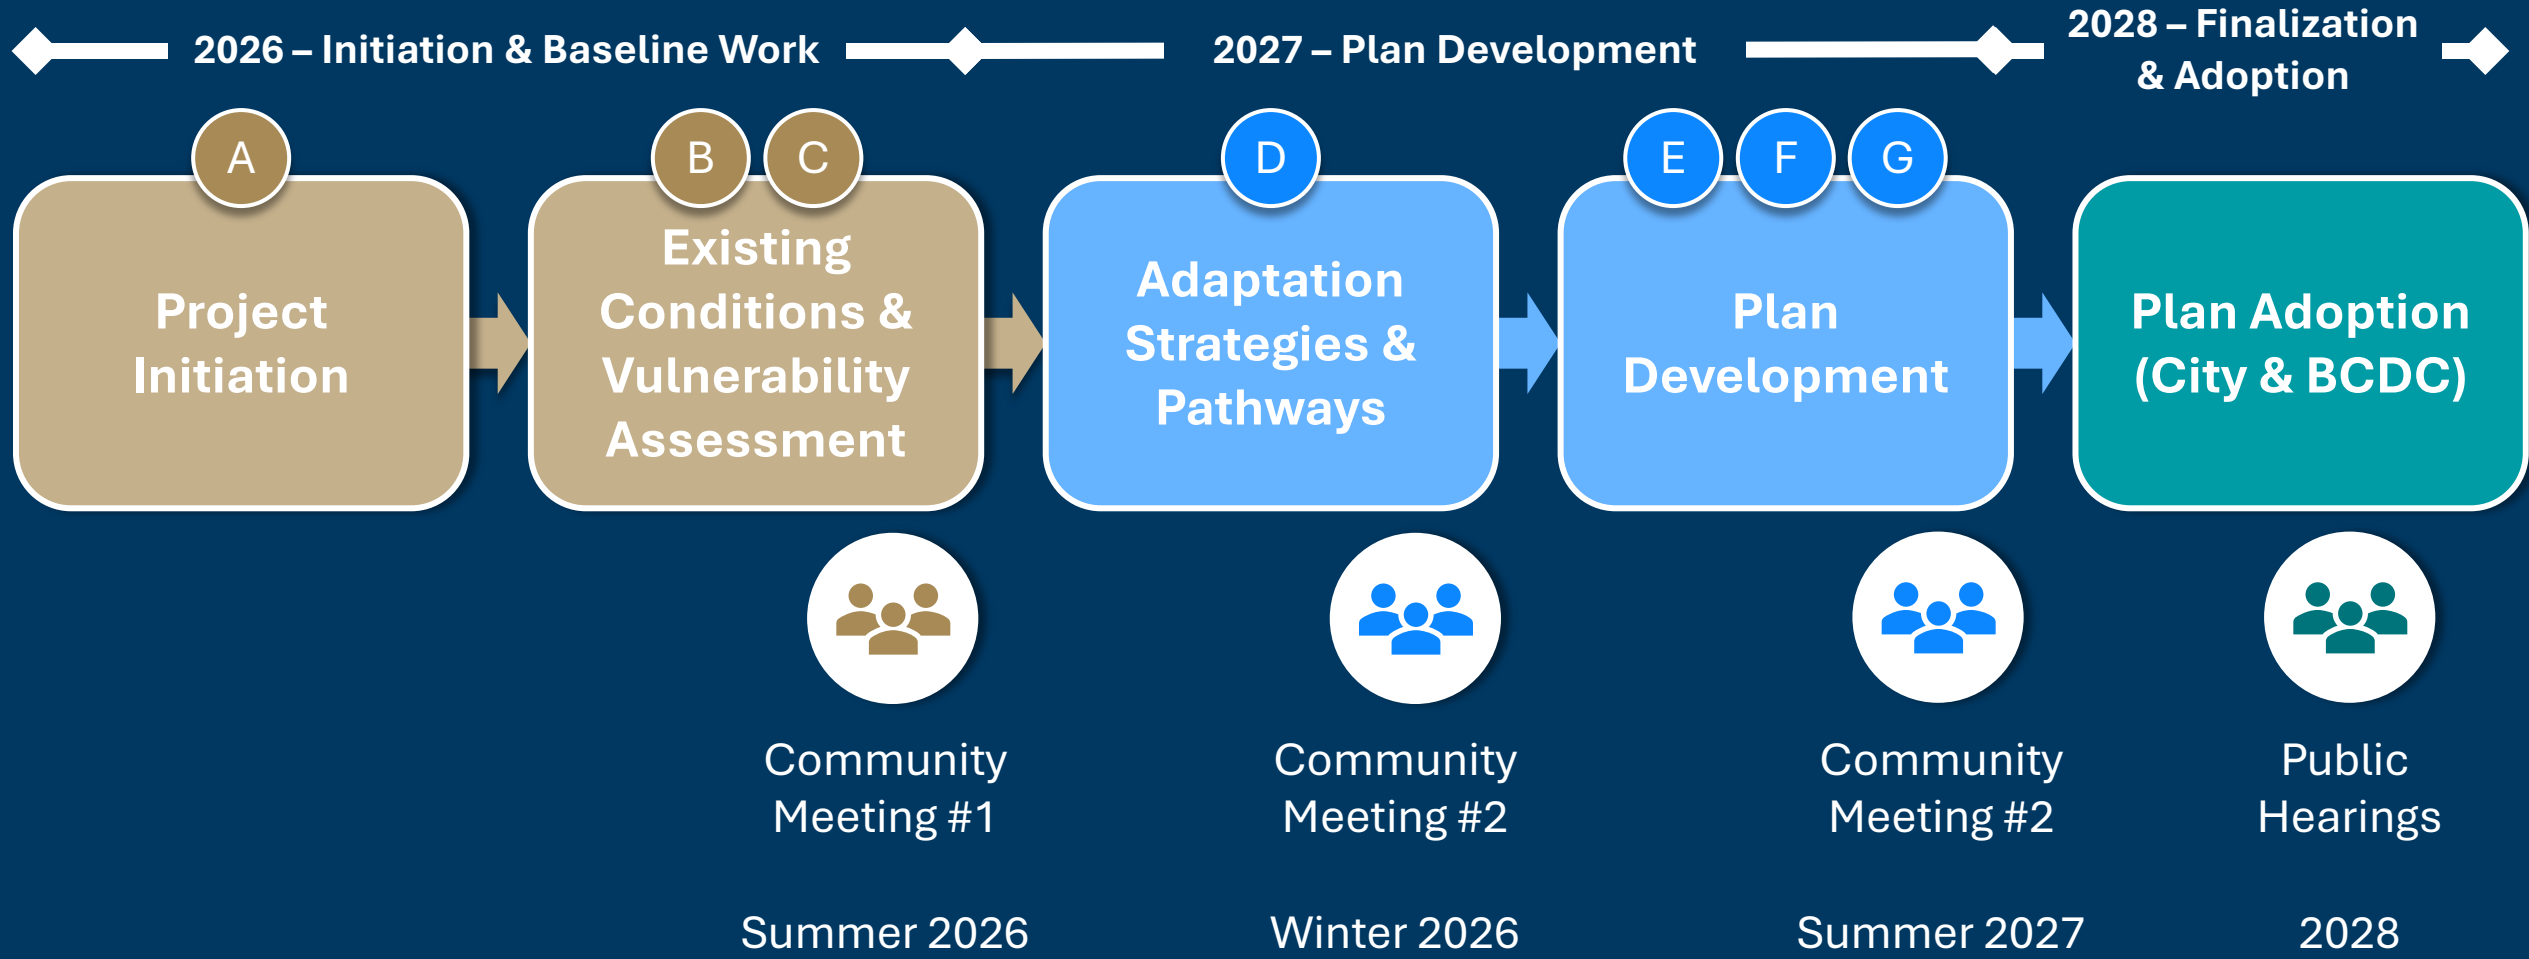 2026 – Initiation & Baseline Work
2027 – Plan Development
2028 – Finalization
& Adoption
A
Project
Initiation
B
C
Existing
Conditions &
Vulnerability
Assessment
D
Adaptation
Strategies &
Pathways
E
F
G
Plan
Development
Plan Adoption
(City & BCDC)
Community
Meeting #1
Summer 2026
Community
Meeting #2
Winter 2026
Community
Meeting #2
Summer 2027
Public
Hearings
2028